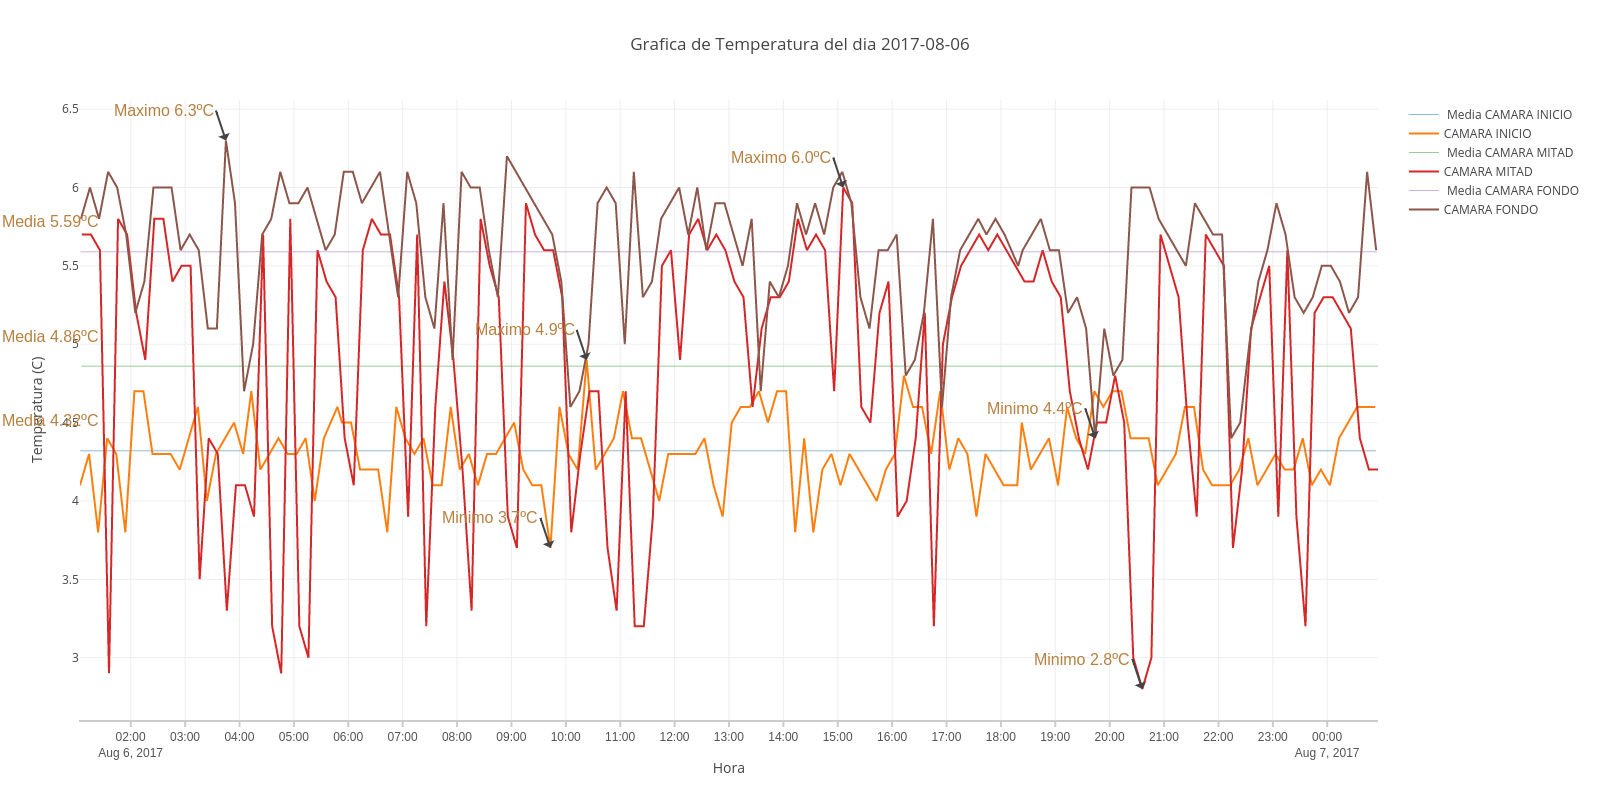 Grafica de Temperatura del dia 2017-08-06
Media CAMARA INICIO
CAMARA INICIO
Media CAMARA MITAD
CAMARA MITAD
Media CAMARA FONDO
CAMARA FONDO
Maximo 6.3ºC
Maximo 6.0ºC
Media 5.59ºC
Maximo 4.9ºC
Media 4.86ºC
Minimo 4.4ºC
Media 4.32ºC
Minimo 3.7ºC
Minimo 2.8ºC
Temperatura (C)
6.5
6
5.5
5
4.5
4
3.5
3
02:00 03:00 04:00 05:00 06:00 07:00 08:00 09:00 10:00 11:00 12:00 13:00 14:00 15:00 16:00 17:00 18:00 19:00 20:00 21:00 22:00 23:00 00:00
Aug 6, 2017 Aug 7, 2017
Hora